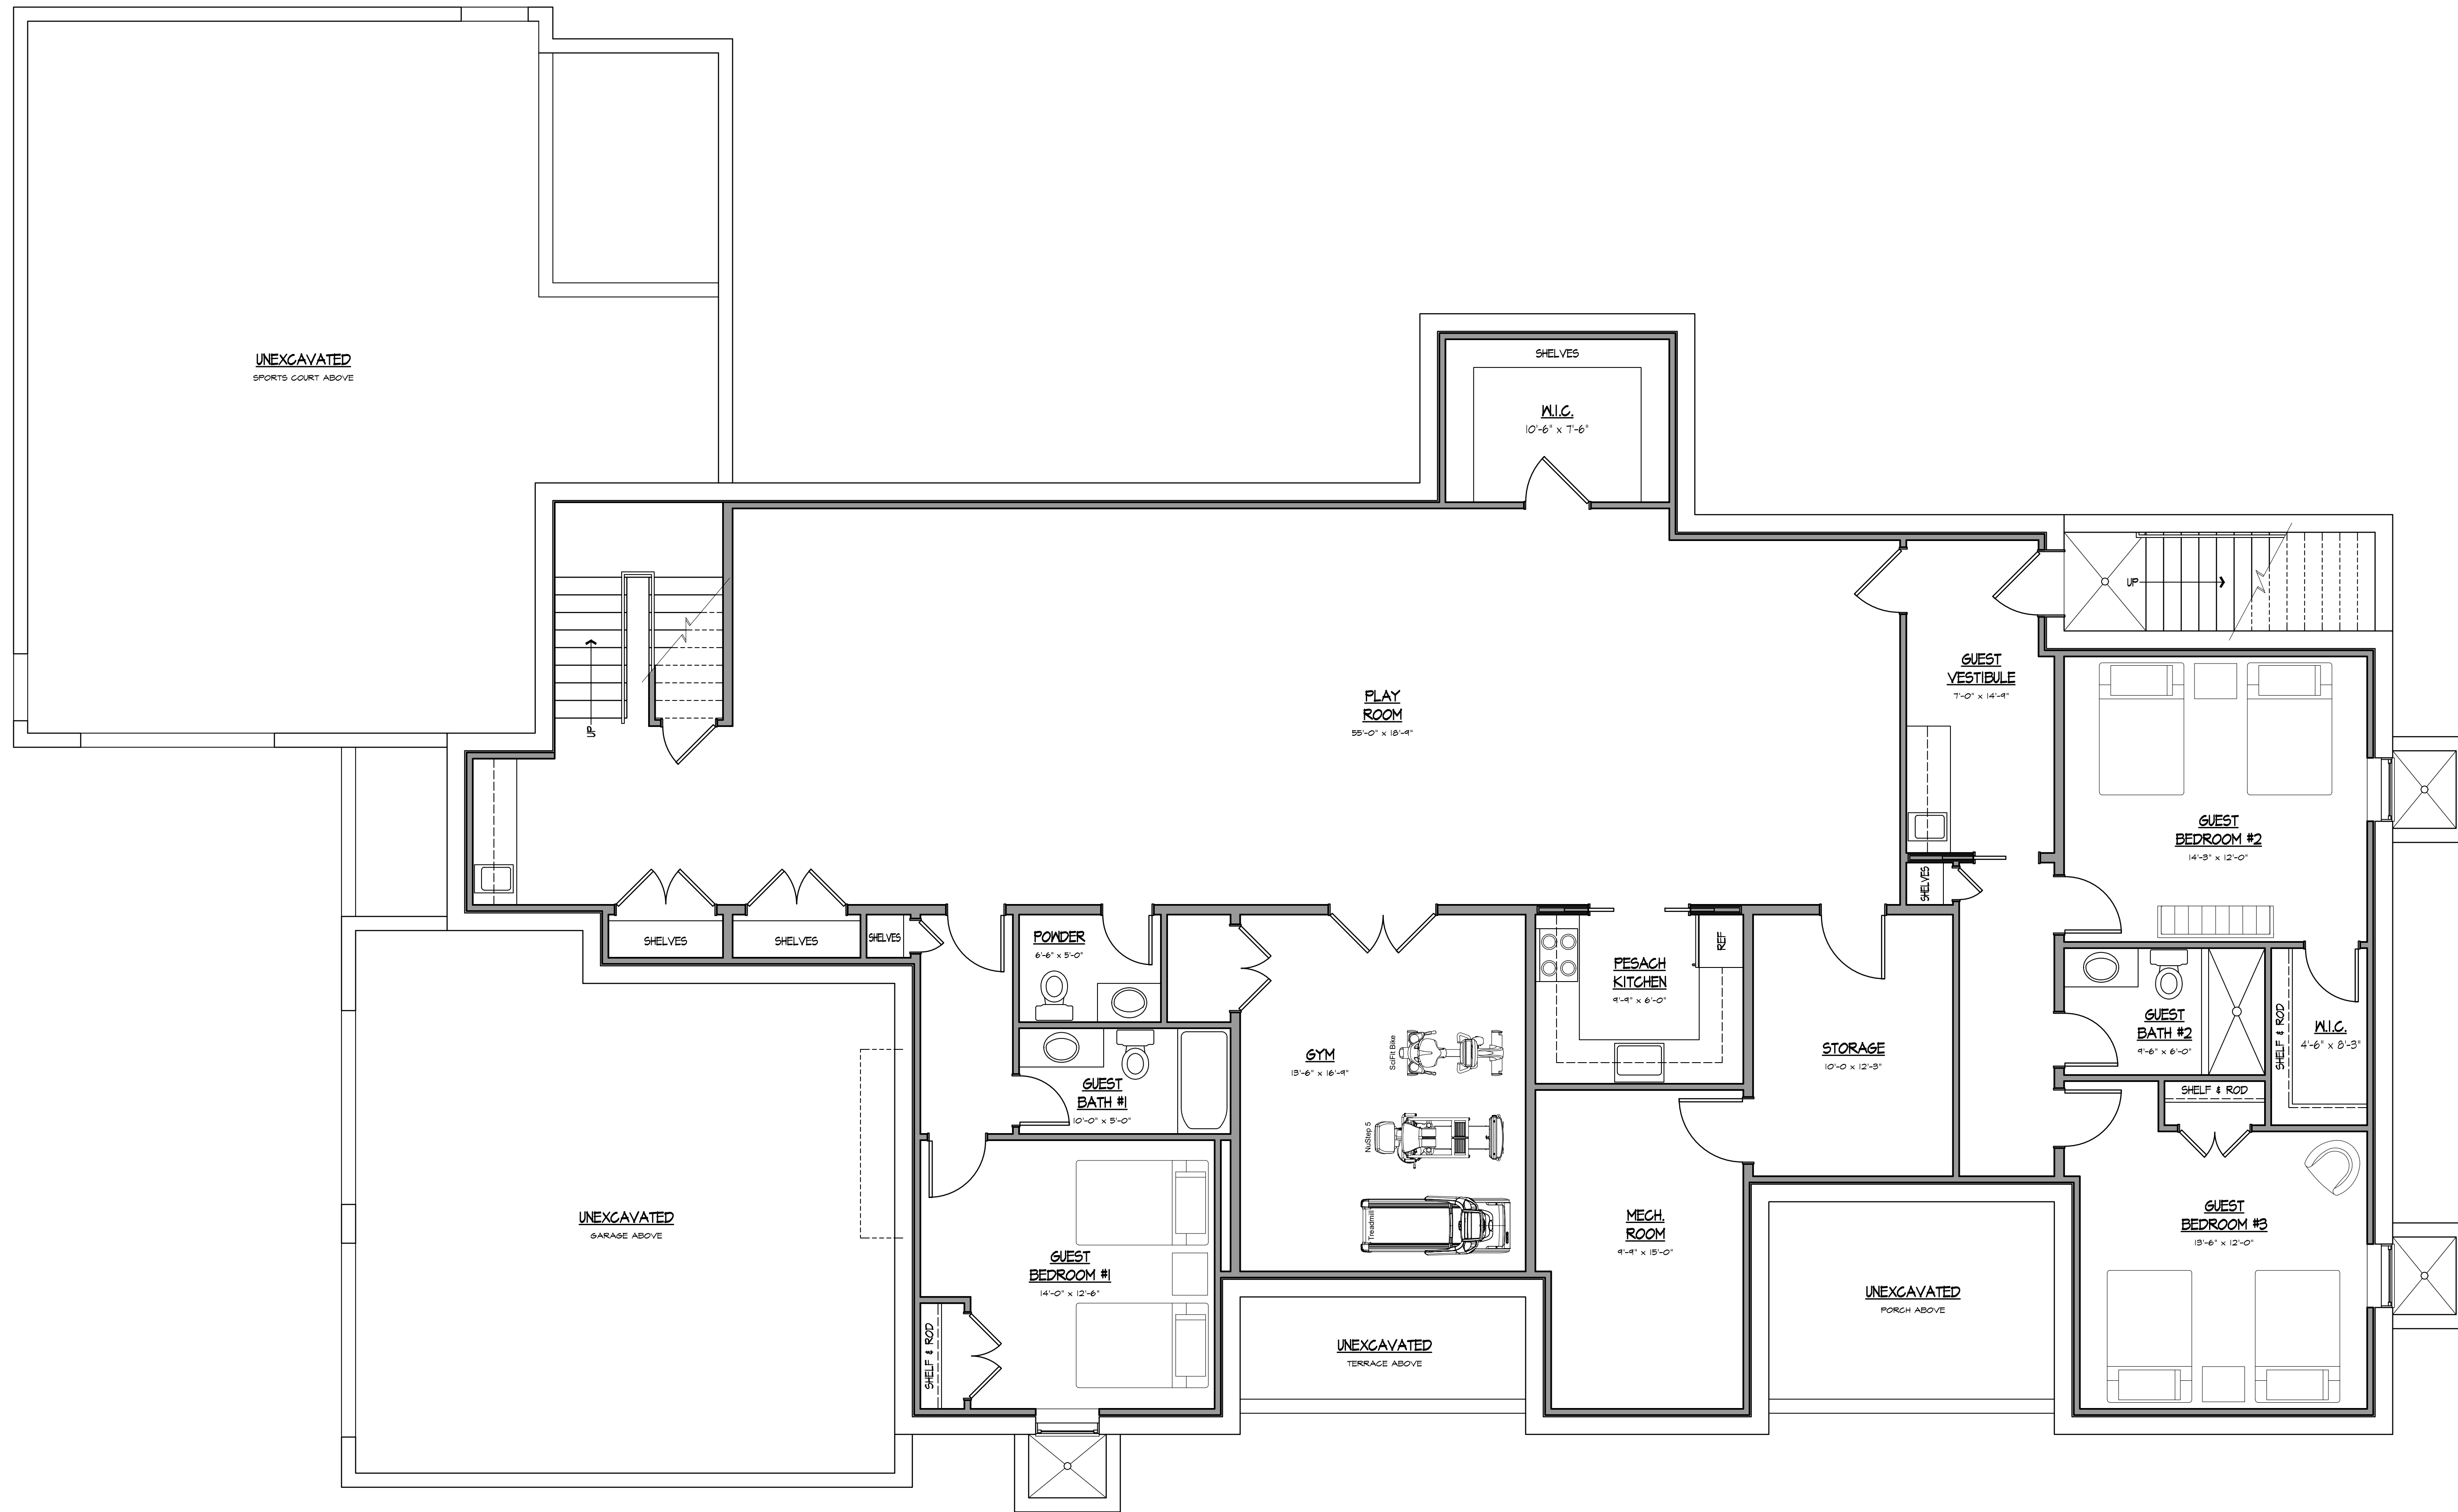 UNEXCAVATED
SPORTS COURT ABOVE
SHELVES
W.I.C.
10'-6" x 7'-6"
UP
UP
PLAY
ROOM
55'-0" x 18'-9"
GUEST
VESTIBULE
7'-0" x 14'-9"
GUEST
BEDROOM #2
14'-3" x 12'-0"
SHELVES
SHELVES
SHELVES
SHELVES
POWDER
6'-6" x 5'-0"
GUEST
BATH #1
10'-0" x 5'-0"
GYM
13'-6" x 16'-9"
SciFit Bike
NuStep 5
Treadmill
PESACH
KITCHEN
9'-9" x 6'-0"
REF
STORAGE
10'-0 x 12'-3"
GUEST
BATH #2
9'-6" x 6'-0"
SHELF & ROD
W.I.C.
4'-6" x 8'-3"
SHELF & ROD
UNEXCAVATED
GARAGE ABOVE
GUEST
BEDROOM #1
14'-0" x 12'-6"
SHELF & ROD
MECH.
ROOM
9'-9" x 15'-0"
GUEST
BEDROOM #3
13'-6" x 12'-0"
UNEXCAVATED
PORCH ABOVE
UNEXCAVATED
TERRACE ABOVE